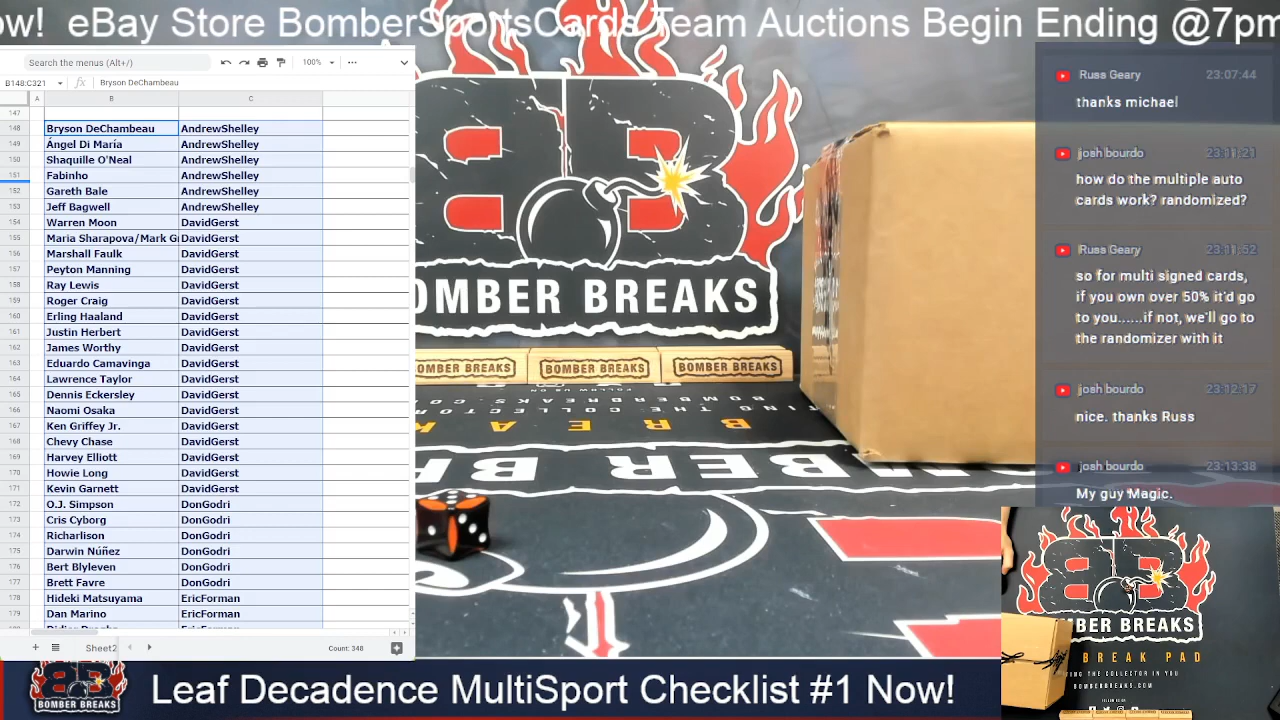 ow!  eBay Store BomberSportsCards Team Auctions Begin Ending @7pm
Search the menus (Alt+/)
100%
B148:C321
Bryson DeChambeau
A B C
147
148 Bryson DeChambeau AndrewShelley
149 Ángel Di María AndrewShelley
150 Shaquille O'Neal AndrewShelley
151 Fabinho AndrewShelley
152 Gareth Bale AndrewShelley
153 Jeff Bagwell AndrewShelley
154 Warren Moon DavidGerst
155 Maria Sharapova/Mark G DavidGerst
156 Marshall Faulk DavidGerst
157 Peyton Manning DavidGerst
158 Ray Lewis DavidGerst
159 Roger Craig DavidGerst
160 Erling Haaland DavidGerst
161 Justin Herbert DavidGerst
162 James Worthy DavidGerst
163 Eduardo Camavinga DavidGerst
164 Lawrence Taylor DavidGerst
165 Dennis Eckersley DavidGerst
166 Naomi Osaka DavidGerst
167 Ken Griffey Jr. DavidGerst
168 Chevy Chase DavidGerst
169 Harvey Elliott DavidGerst
170 Howie Long DavidGerst
171 Kevin Garnett DavidGerst
172 O.J. Simpson DonGodri
173 Cris Cyborg DonGodri
174 Richarlison DonGodri
175 Darwin Núñez DonGodri
176 Bert Blyleven DonGodri
177 Brett Favre DonGodri
178 Hideki Matsuyama EricForman
179 Dan Marino EricForman
Sheet2
Count: 348
BB
OMBER BREAKS
BOMBER BREAKS
BOMBER BREAKS
BOMBER BREAKS
Russ Geary 23:07:44
thanks michael
josh bourdo 23:11:21
how do the multiple auto
cards work? randomized?
Russ Geary 23:11:52
so for multi signed cards,
if you own over 50% it'd go
to you......if not, we'll go to
the randomizer with it
josh bourdo 23:12:17
nice. thanks Russ
josh bourdo 23:13:38
My guy Magic.
MBER BREAKS
BREAK PAD
BOMBERBREAKS.COM
BOMBER BREAKS
Leaf Decadence MultiSport Checklist #1 Now!